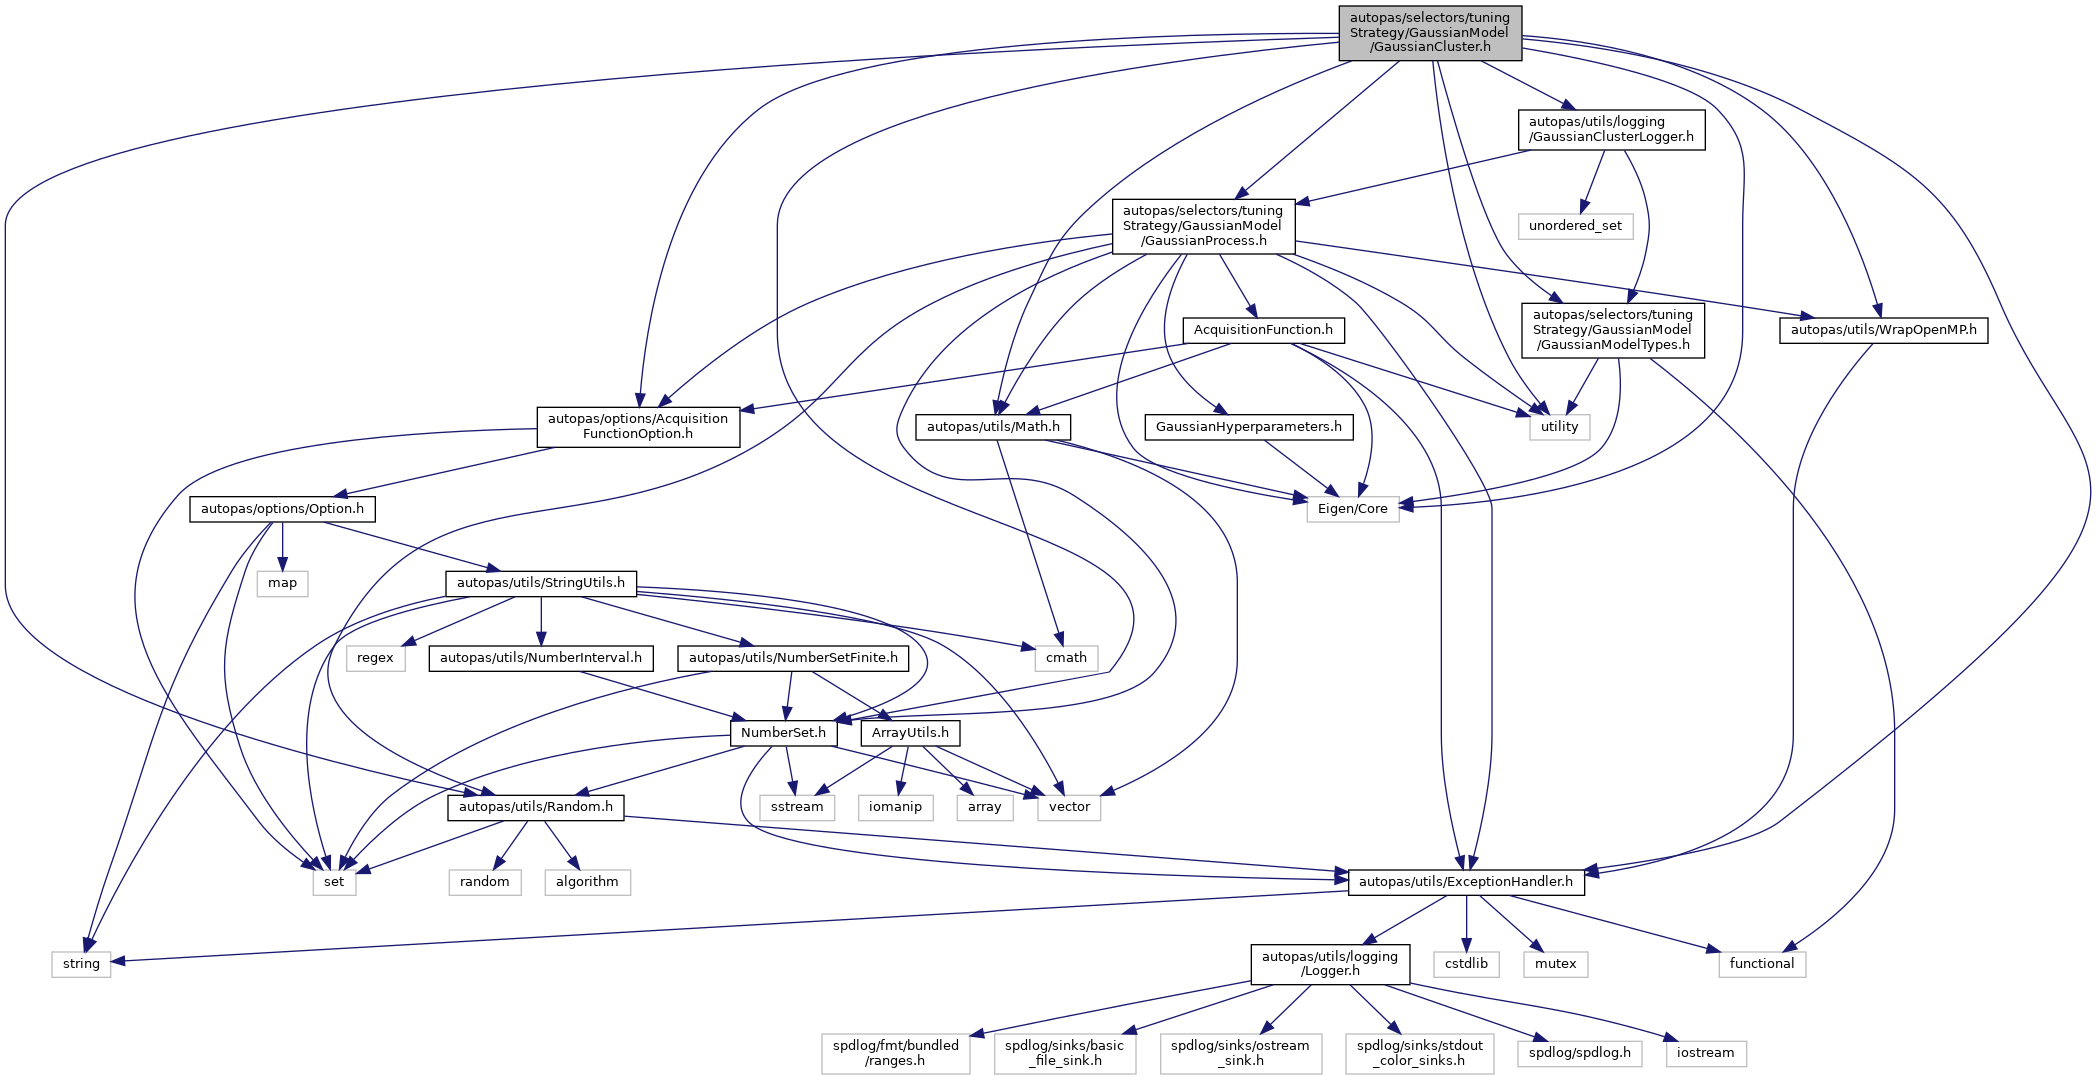 autopas/selectors/tuning
Strategy/GaussianModel
/GaussianCluster.h
autopas/utils/logging
/GaussianClusterLogger.h
autopas/selectors/tuning
Strategy/GaussianModel
/GaussianProcess.h
unordered_set
AcquisitionFunction.h
autopas/selectors/tuning
Strategy/GaussianModel
/GaussianModelTypes.h
autopas/utils/WrapOpenMP.h
autopas/options/Acquisition
FunctionOption.h
autopas/utils/Math.h
GaussianHyperparameters.h
utility
autopas/options/Option.h
Eigen/Core
map
autopas/utils/StringUtils.h
regex
autopas/utils/NumberInterval.h
autopas/utils/NumberSetFinite.h
cmath
NumberSet.h
ArrayUtils.h
autopas/utils/Random.h
sstream
iomanip
array
vector
set
random
algorithm
autopas/utils/ExceptionHandler.h
string
autopas/utils/logging
/Logger.h
cstdlib
mutex
functional
spdlog/fmt/bundled
/ranges.h
spdlog/sinks/basic
_file_sink.h
spdlog/sinks/ostream
_sink.h
spdlog/sinks/stdout
_color_sinks.h
spdlog/spdlog.h
iostream